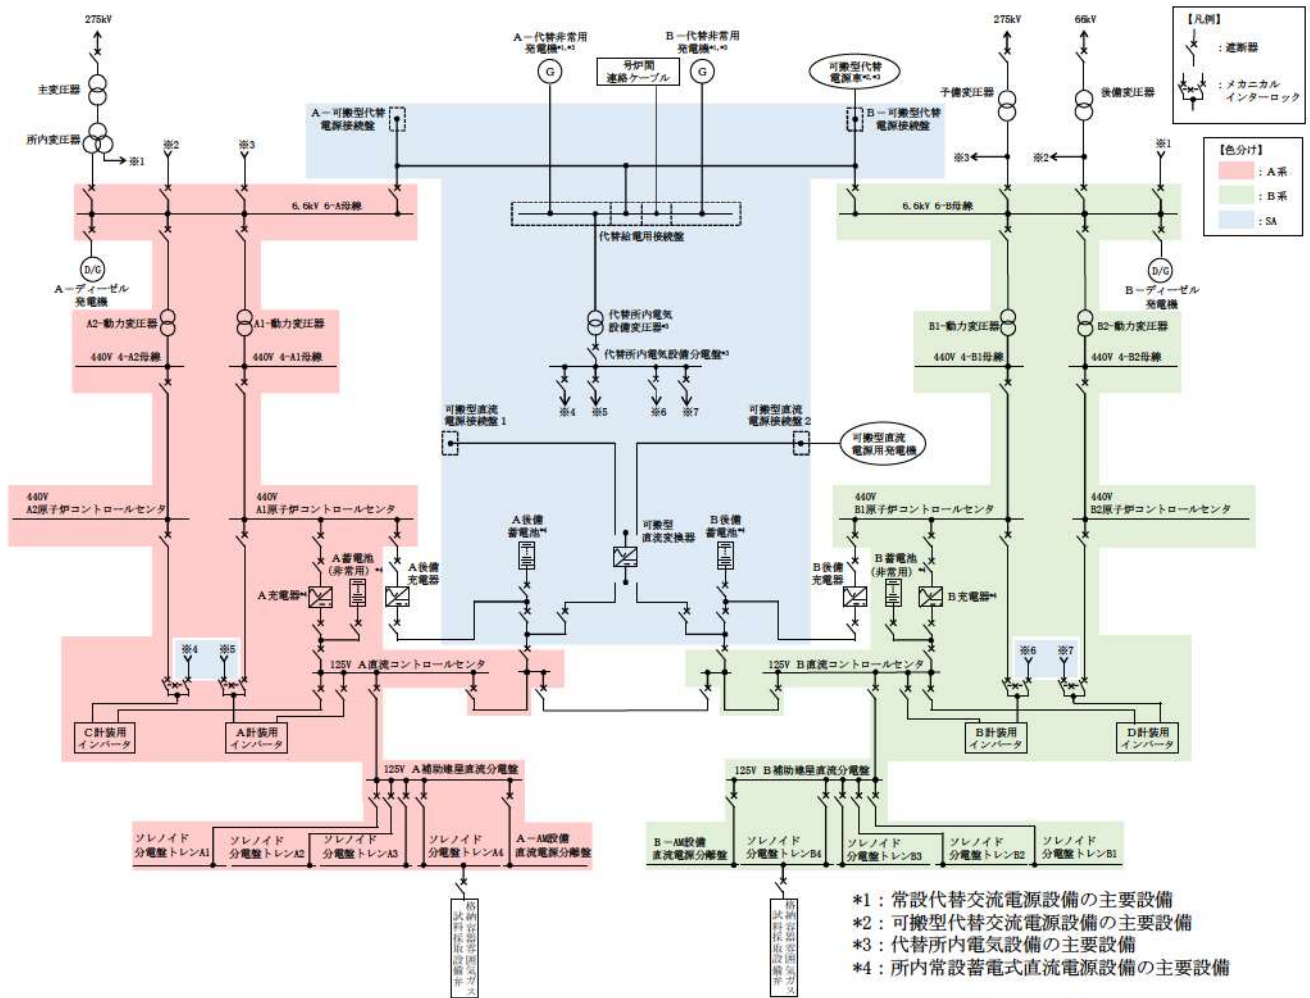 275kV
主変圧器
所内変圧器
※1
※2
※3
A－代替非常用
発電機*1,*3
号炉間
連絡ケーブル
B－代替非常用
発電機*1,*3
可搬型代替
電源車*2,*3
G
G
A－可搬型代替
電源接続盤
B－可搬型代替
電源接続盤
275kV
66kV
予備変圧器
後備変圧器
※3
※2
※1
【凡例】
：遮断器
：メカニカル
インターロック
【色分け】
：A系
：B系
：SA
6.6kV 6-A母線
代替給電用接続盤
6.6kV 6-B母線
D/G
A－ディーゼル
発電機
D/G
B－ディーゼル
発電機
A2-動力変圧器
A1-動力変圧器
代替所内電気
設備変圧器*3
B1-動力変圧器
B2-動力変圧器
440V 4-A2母線
440V 4-A1母線
代替所内電気設備分電盤*3
440V 4-B1母線
440V 4-B2母線
※4
※5
※6
※7
可搬型直流
電源接続盤1
可搬型直流
電源接続盤2
可搬型直流
電源用発電機
440V
A2原子炉コントロールセンタ
440V
A1原子炉コントロールセンタ
440V
B1原子炉コントロールセンタ
440V
B2原子炉コントロールセンタ
A充電器*4
A蓄電池
(非常用)*4
A後備
充電器
A後備
蓄電池*4
可搬型
直流変換器
B後備
蓄電池*4
B後備
充電器
B蓄電池
(非常用)*4
B充電器*4
※4
※5
125V A直流コントロールセンタ
125V B直流コントロールセンタ
※6
※7
C計装用
インバータ
A計装用
インバータ
B計装用
インバータ
D計装用
インバータ
125V A補助建屋直流分電盤
125V B補助建屋直流分電盤
ソレノイド
分電盤トレンA1
ソレノイド
分電盤トレンA2
ソレノイド
分電盤トレンA3
ソレノイド
分電盤トレンA4
A－AM設備
直流電源分離盤
B－AM設備
直流電源分離盤
ソレノイド
分電盤トレンB4
ソレノイド
分電盤トレンB3
ソレノイド
分電盤トレンB2
ソレノイド
分電盤トレンB1
格納容器雰囲気ガス
試料採取設備弁
格納容器雰囲気ガス
試料採取設備弁
*1：常設代替交流電源設備の主要設備
*2：可搬型代替交流電源設備の主要設備
*3：代替所内電気設備の主要設備
*4：所内常設蓄電式直流電源設備の主要設備